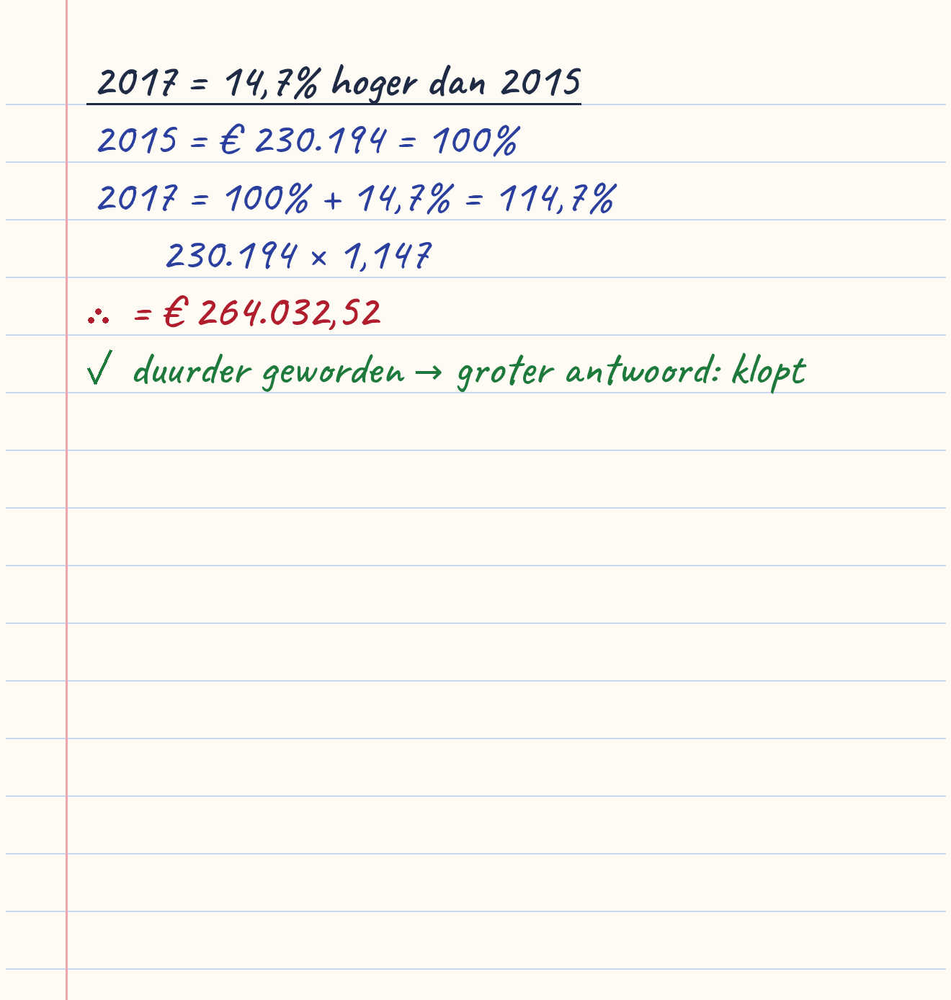 2017 = 14,7% hoger dan 2015
2015 = € 230.194 = 100%
2017 = 100% + 14,7% = 114,7%
230.194 × 1,147
∴ = € 264.032,52
✓ duurder geworden → groter antwoord: klopt